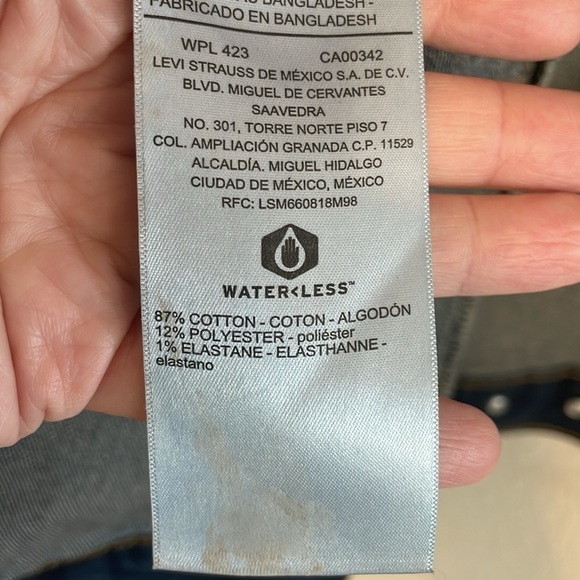 BANGLADESH -
FABRICADO EN BANGLADESH
WPL 423 CA00342
LEVI STRAUSS DE MÉXICO S.A. DE C.V.
BLVD. MIGUEL DE CERVANTES
SAAVEDRA
NO. 301, TORRE NORTE PISO 7
COL. AMPLIACIÓN GRANADA C.P. 11529
ALCALDÍA. MIGUEL HIDALGO
CIUDAD DE MÉXICO, MÉXICO
RFC: LSM660818M98
WATER<LESS™
87% COTTON - COTON - ALGODÓN
12% POLYESTER - poliéster
1% ELASTANE - ELASTHANNE -
elastano